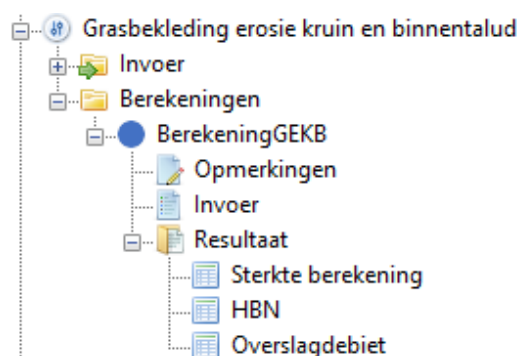 Grasbekleding erosie kruin en binnentalud
Invoer
Berekeningen
BerekeningGEKB
Opmerkingen
Invoer
Resultaat
Sterkte berekening
HBN
Overslagdebiet